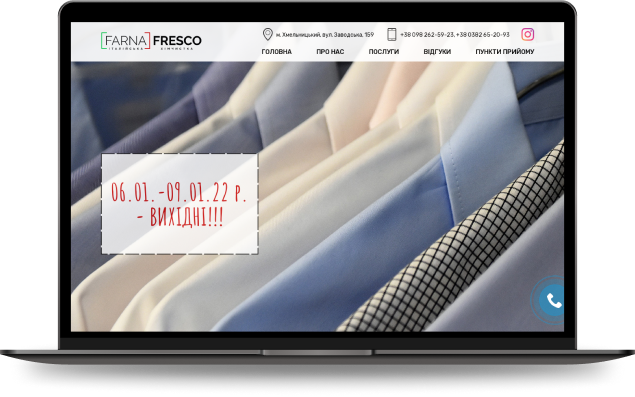 FARNA FRESCO
ІТАЛІЙСЬКА ХІМЧИСТКА
м. Хмельницький, вул. Заводська, 159
+38 098 262-59-23, +38 0382 65-20-93
ГОЛОВНА ПРО НАС ПОСЛУГИ ВІДГУКИ ПУНКТИ ПРИЙОМУ
06.01.-09.01.22 р.
- ВИХІДНІ!!!